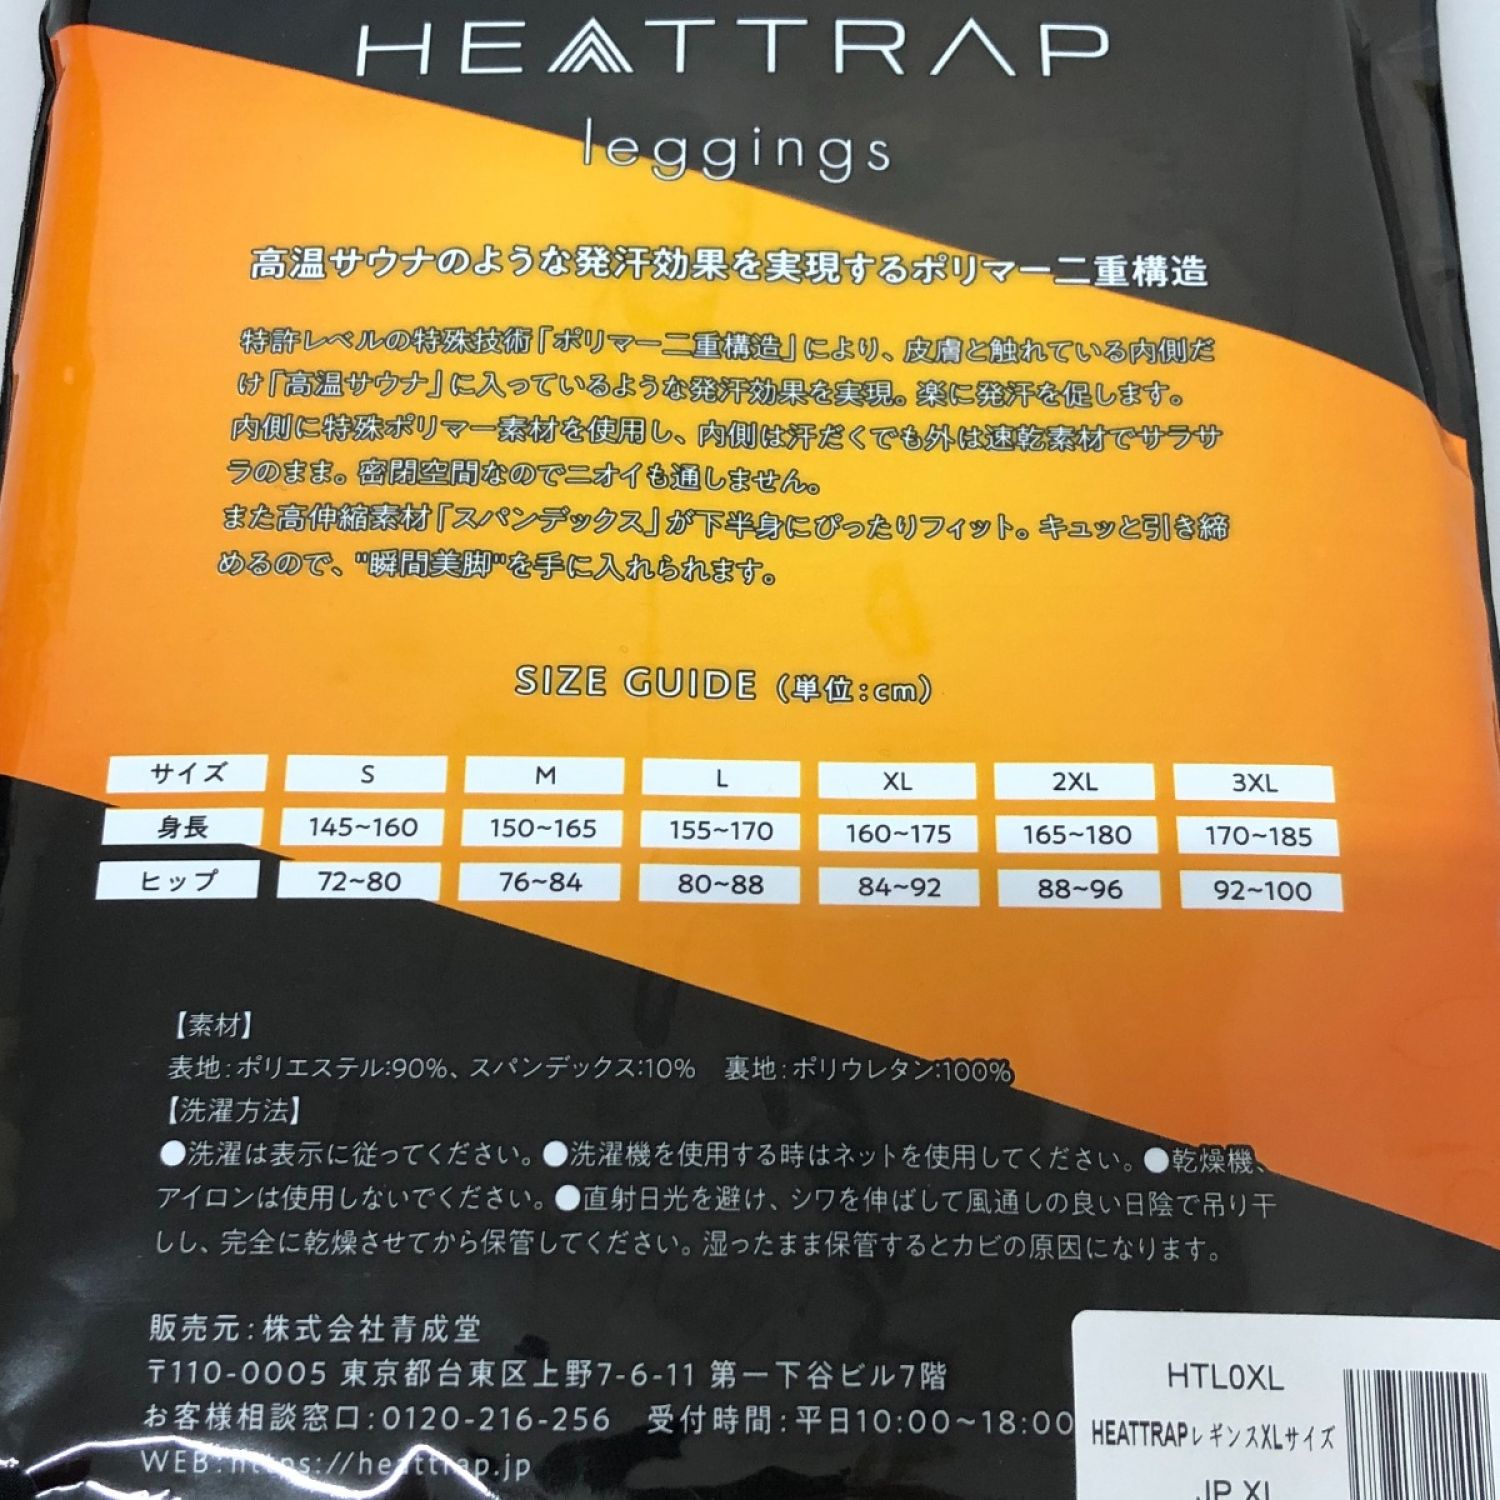 HEATTRAP
leggings
高温サウナのような発汗効果を実現するポリマー二重構造
特許レベルの特殊技術「ポリマー二重構造」により、皮膚と触れている内側だ
け「高温サウナ」に入っているような発汗効果を実現。楽に発汗を促します。
内側に特殊ポリマー素材を使用し、内側は汗だくでも外は速乾素材でサラサ
ラのまま。密閉空間なのでニオイも通しません。
また高伸縮素材「スパンデックス」が下半身にぴったりフィット。キュッと引き締
めるので、"瞬間美脚"を手に入れられます。
SIZE GUIDE（単位:cm）
サイズ S M L XL 2XL 3XL
身長 145~160 150~165 155~170 160~175 165~180 170~185
ヒップ 72~80 76~84 80~88 84~92 88~96 92~100
【素材】
表地:ポリエステル:90%、スパンデックス:10% 裏地:ポリウレタン:100%
【洗濯方法】
●洗濯は表示に従ってください。●洗濯機を使用する時はネットを使用してください。●乾燥機、
アイロンは使用しないでください。●直射日光を避け、シワを伸ばして風通しの良い日陰で吊り干
しし、完全に乾燥させてから保管してください。湿ったまま保管するとカビの原因になります。
販売元:株式会社青成堂
〒110-0005 東京都台東区上野7-6-11 第一下谷ビル7階
お客様相談窓口:0120-216-256 受付時間:平日10:00~18:00
WEB:https://heattrap.jp
HTL0XL
HEATTRAPレギンスXLサイズ
JP XL